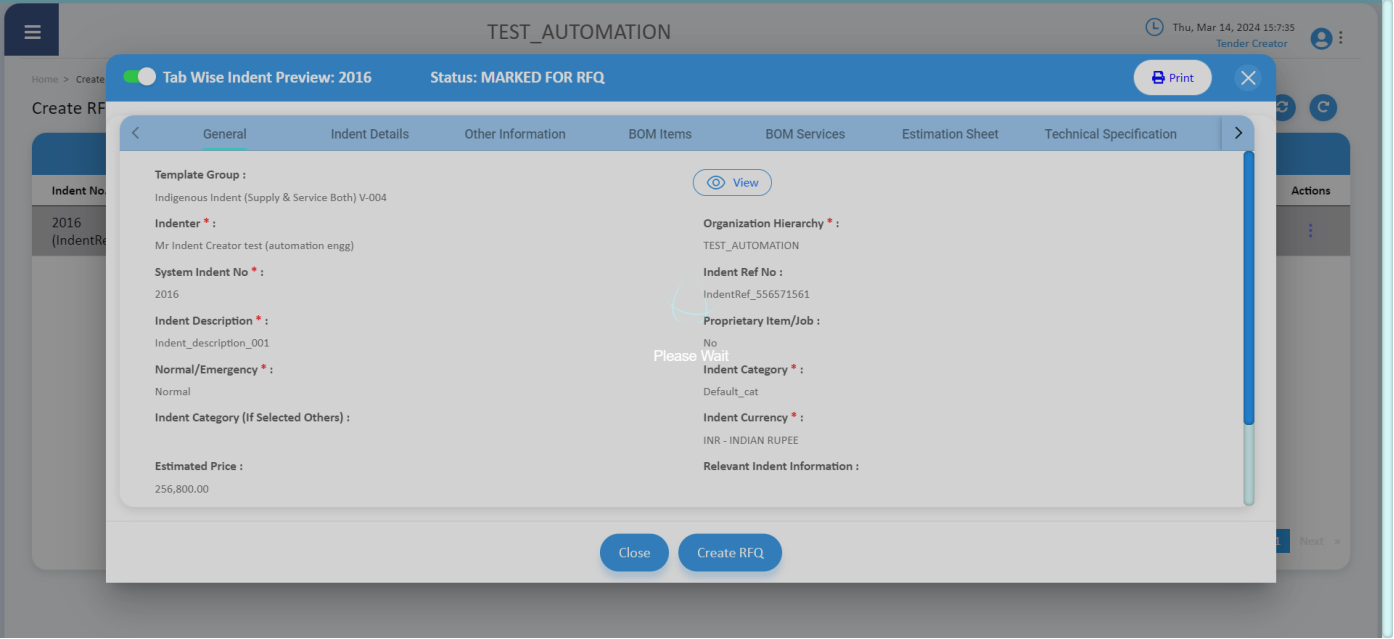 TEST_AUTOMATION
Thu, Mar 14, 2024 15:7:35
Tender Creator
Home > Create
Create RF
Tab Wise Indent Preview: 2016 Status: MARKED FOR RFQ
Print
General Indent Details Other Information BOM Items BOM Services Estimation Sheet Technical Specification
Indent No.
Actions
2016
(IndentRe
Template Group :
Indigenous Indent (Supply & Service Both) V-004
View
Indenter * :
Mr Indent Creator test (automation engg)
Organization Hierarchy * :
TEST_AUTOMATION
System Indent No * :
2016
Indent Ref No :
IndentRef_556571561
Indent Description * :
Indent_description_001
Proprietary Item/Job :
No
Please Wait
Normal/Emergency * :
Normal
Indent Category * :
Default_cat
Indent Category (If Selected Others) :
Indent Currency * :
INR - INDIAN RUPEE
Estimated Price :
256,800.00
Relevant Indent Information :
Close Create RFQ
1 Next »